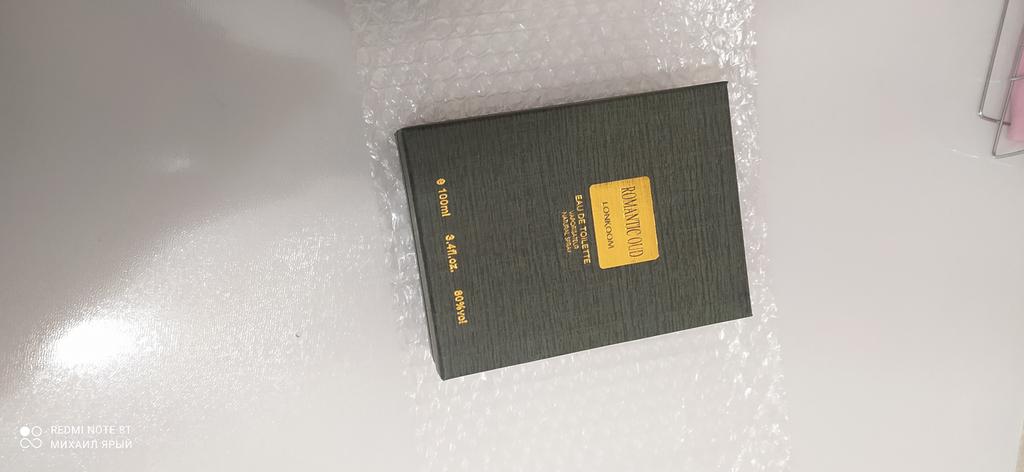 ROMANTIC OUD
LONKOOM
EAU DE TOILETTE
VAPORISATEUR
NATURAL SPRAY
e 100ml 3.4fl.oz. 80%vol
REDMI NOTE 8T
МИХАИЛ ЯРЫЙ